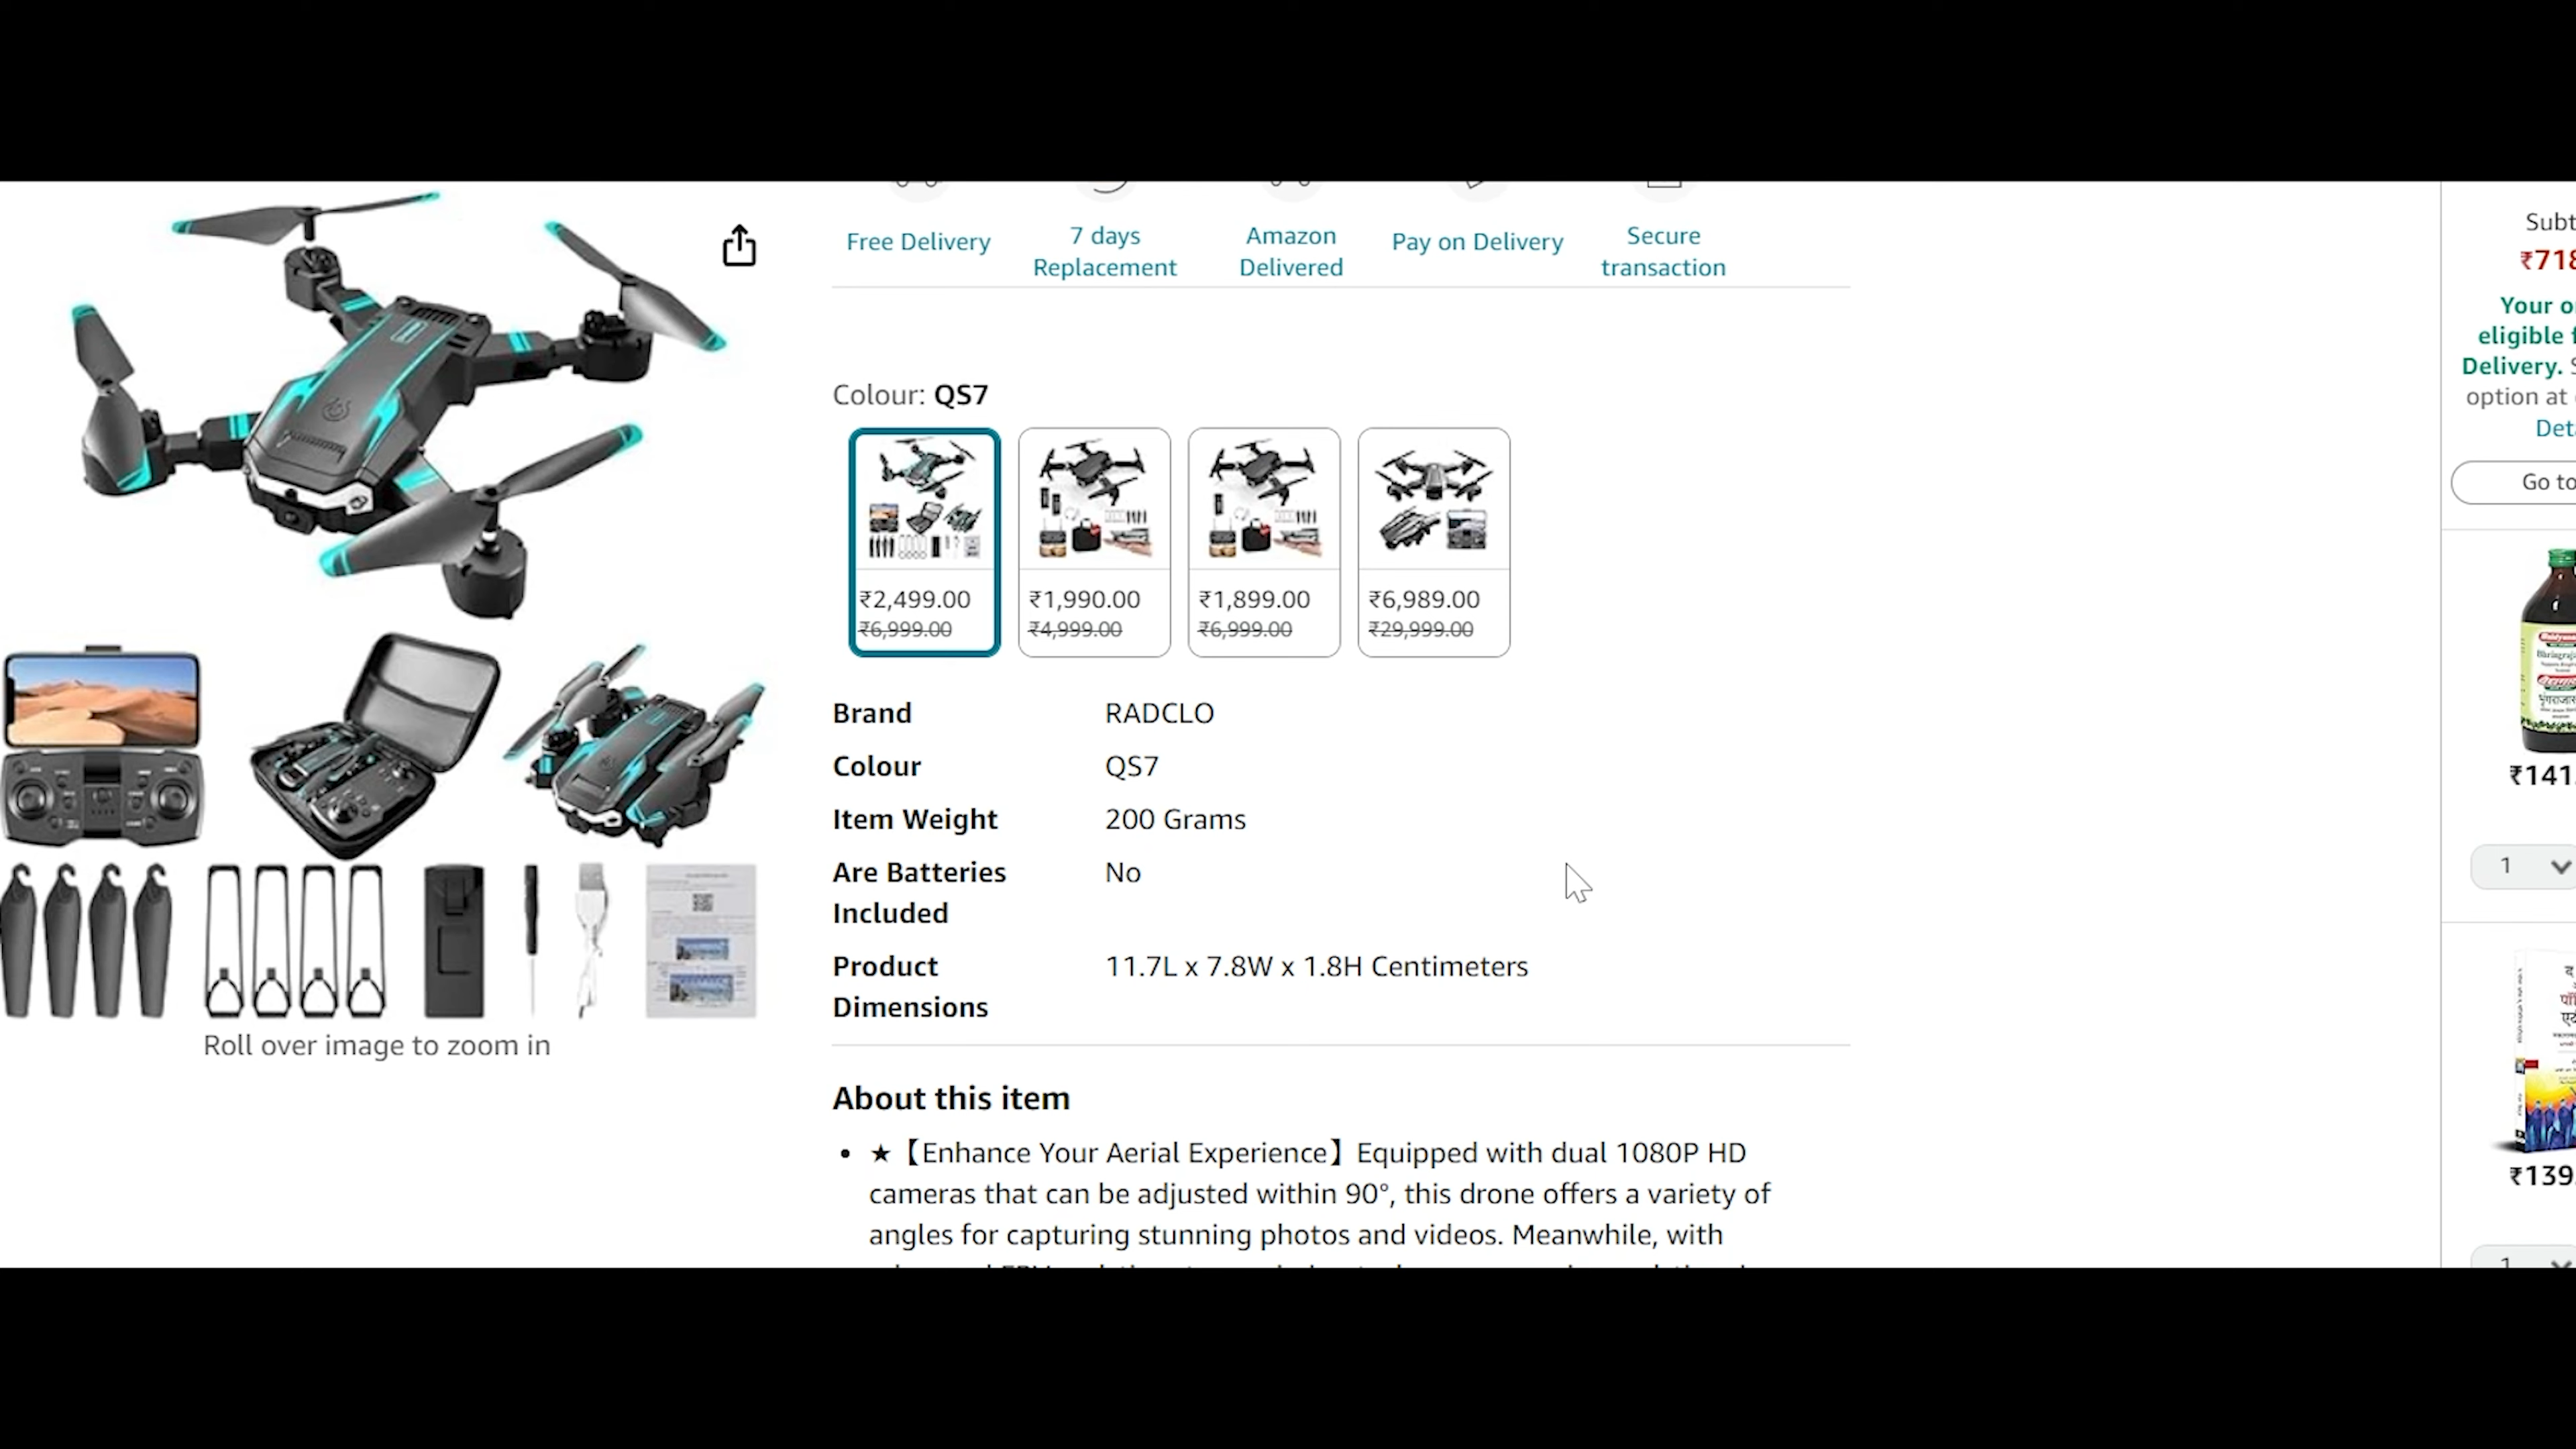 Free Delivery
7 days
Replacement
Amazon
Delivered
Pay on Delivery
Secure
transaction
Colour: QS7
₹2,499.00
₹6,999.00
₹1,990.00
₹4,999.00
₹1,899.00
₹6,999.00
₹6,989.00
₹29,999.00
Brand RADCLO
Colour QS7
Item Weight 200 Grams
Are Batteries No
Included
Product 11.7L x 7.8W x 1.8H Centimeters
Dimensions
Roll over image to zoom in
About this item
• ★【Enhance Your Aerial Experience】Equipped with dual 1080P HD
cameras that can be adjusted within 90°, this drone offers a variety of
angles for capturing stunning photos and videos. Meanwhile, with
Subt
₹718
Your o
eligible
Delivery.
option at
Det
Go to
₹141
1
₹139
1